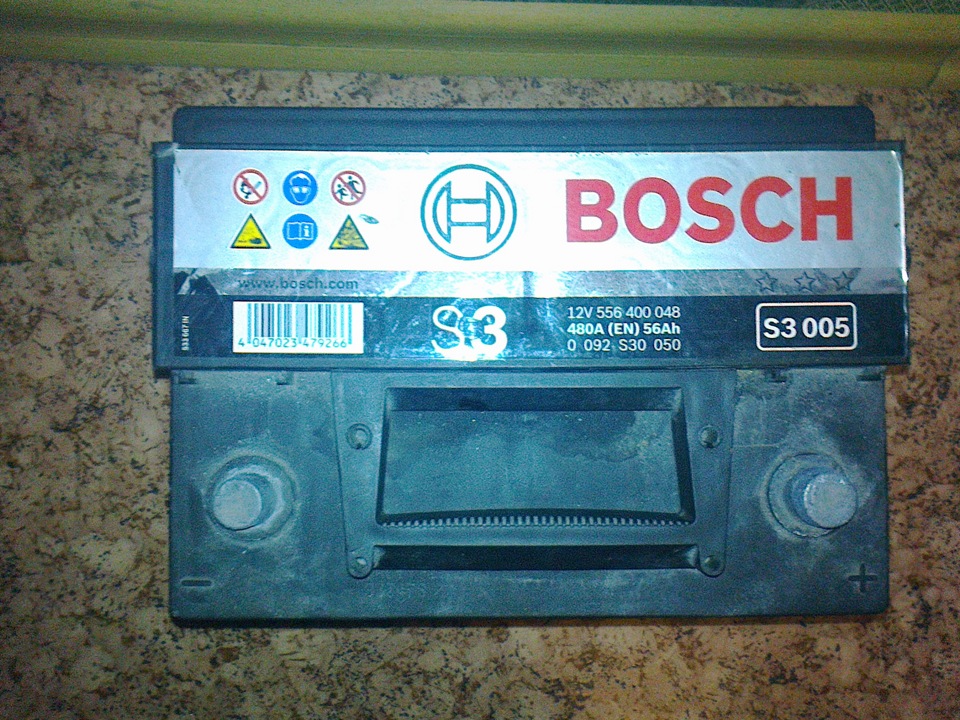 BOSCH
www.bosch.com
4 047023 479266
S3
12V 556 400 048
480A (EN) 56Ah
0 092 S30 050
S3 005
− +